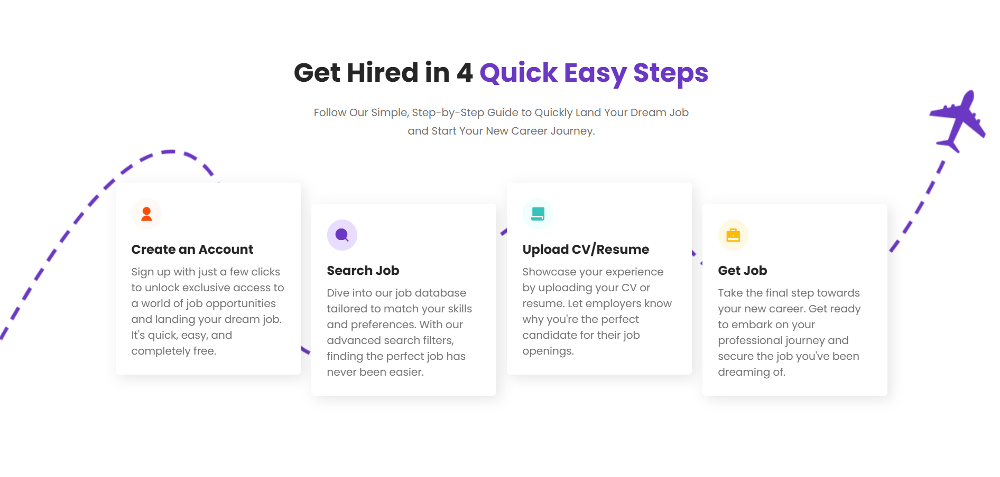 Get Hired in 4 Quick Easy Steps
Follow Our Simple, Step-by-Step Guide to Quickly Land Your Dream Job
and Start Your New Career Journey.
Create an Account
Sign up with just a few clicks
to unlock exclusive access to
a world of job opportunities
and landing your dream job.
It's quick, easy, and
completely free.
Search Job
Dive into our job database
tailored to match your skills
and preferences. With our
advanced search filters,
finding the perfect job has
never been easier.
Upload CV/Resume
Showcase your experience
by uploading your CV or
resume. Let employers know
why you're the perfect
candidate for their job
openings.
Get Job
Take the final step towards
your new career. Get ready
to embark on your
professional journey and
secure the job you've been
dreaming of.